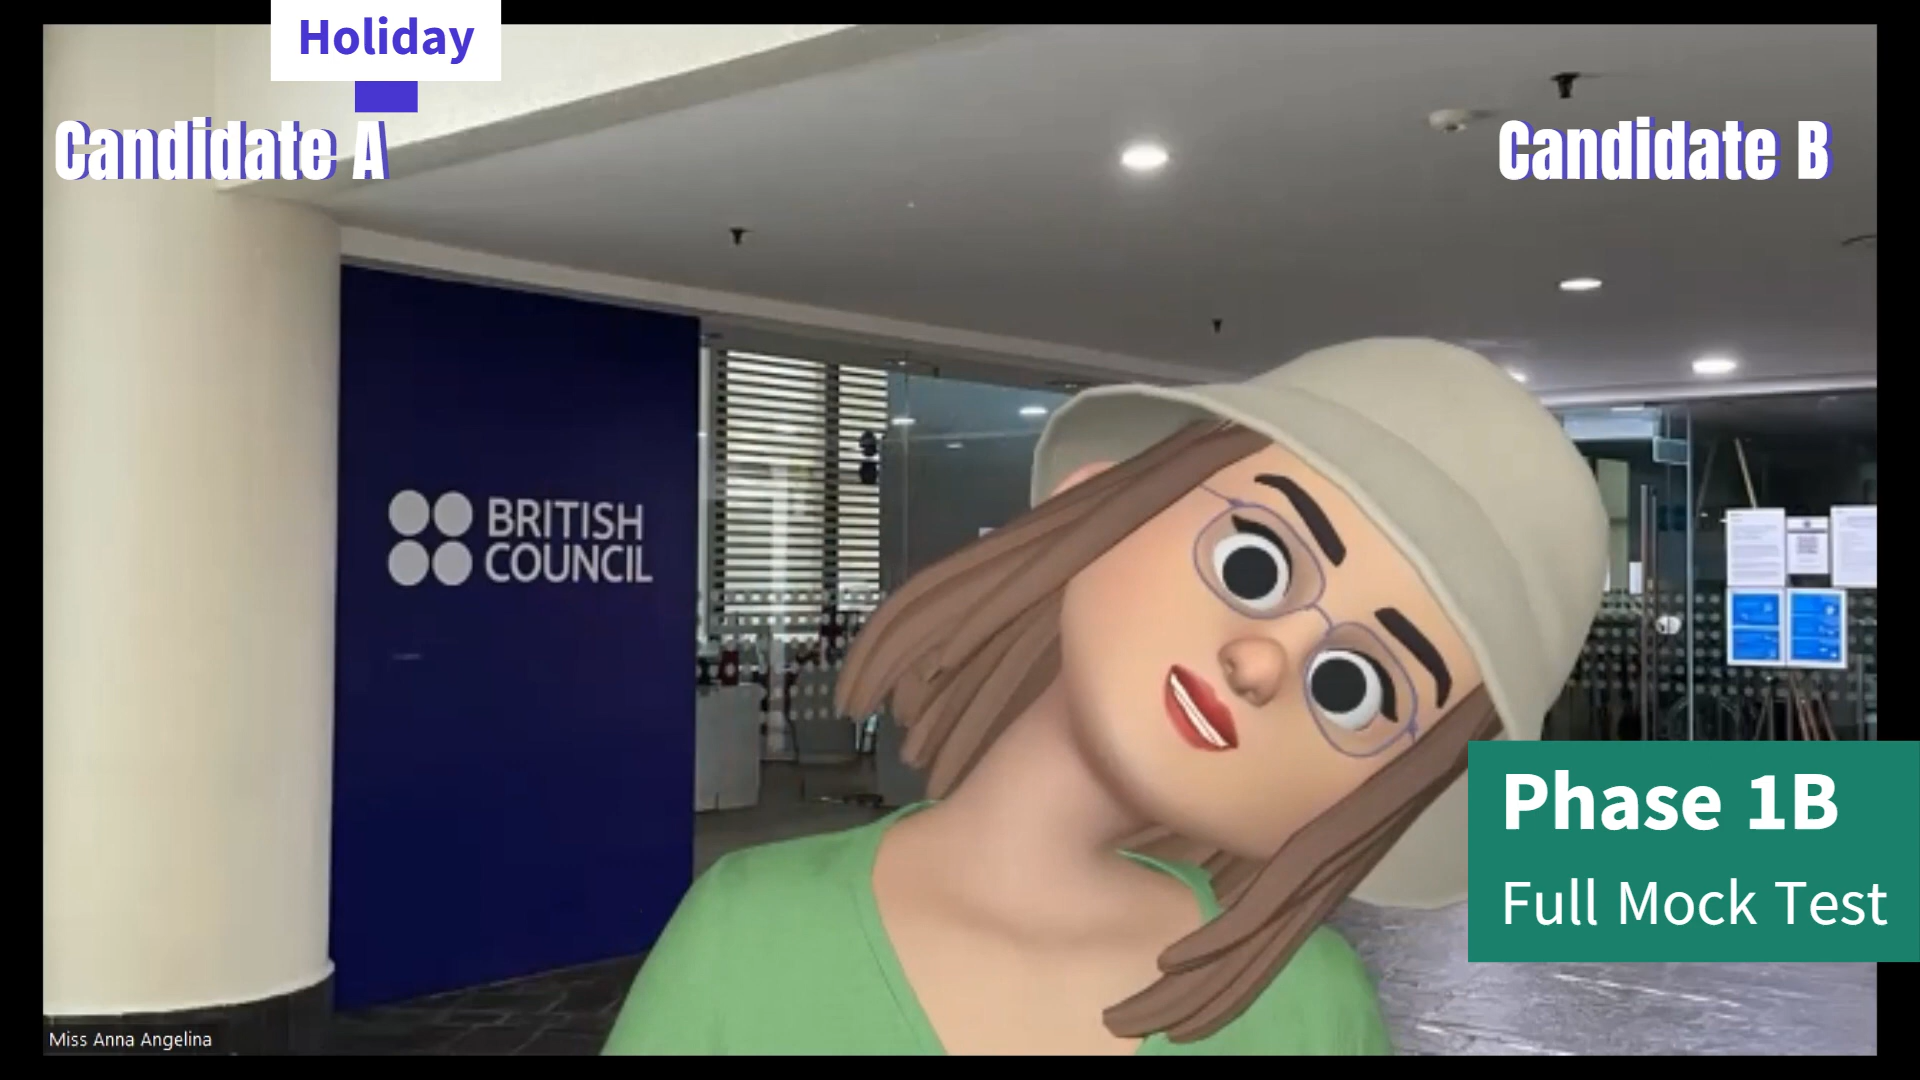 Holiday
Candidate A
Candidate B
BRITISH
COUNCIL
Phase 1B
Full Mock Test
Miss Anna Angelina